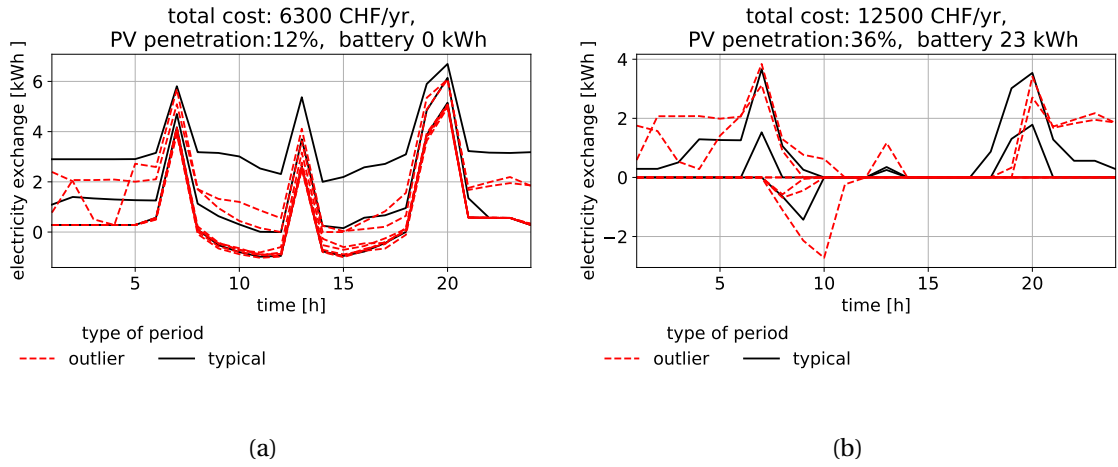 total cost: 6300 CHF/yr,
PV penetration:12%,  battery 0 kWh
electricity exchange [kWh ]
6
4
2
0
5
10
15
20
time [h]
type of period
outlier
typical
(a)
total cost: 12500 CHF/yr,
PV penetration:36%,  battery 23 kWh
electricity exchange [kWh ]
4
2
0
−2
5
10
15
20
time [h]
type of period
outlier
typical
(b)